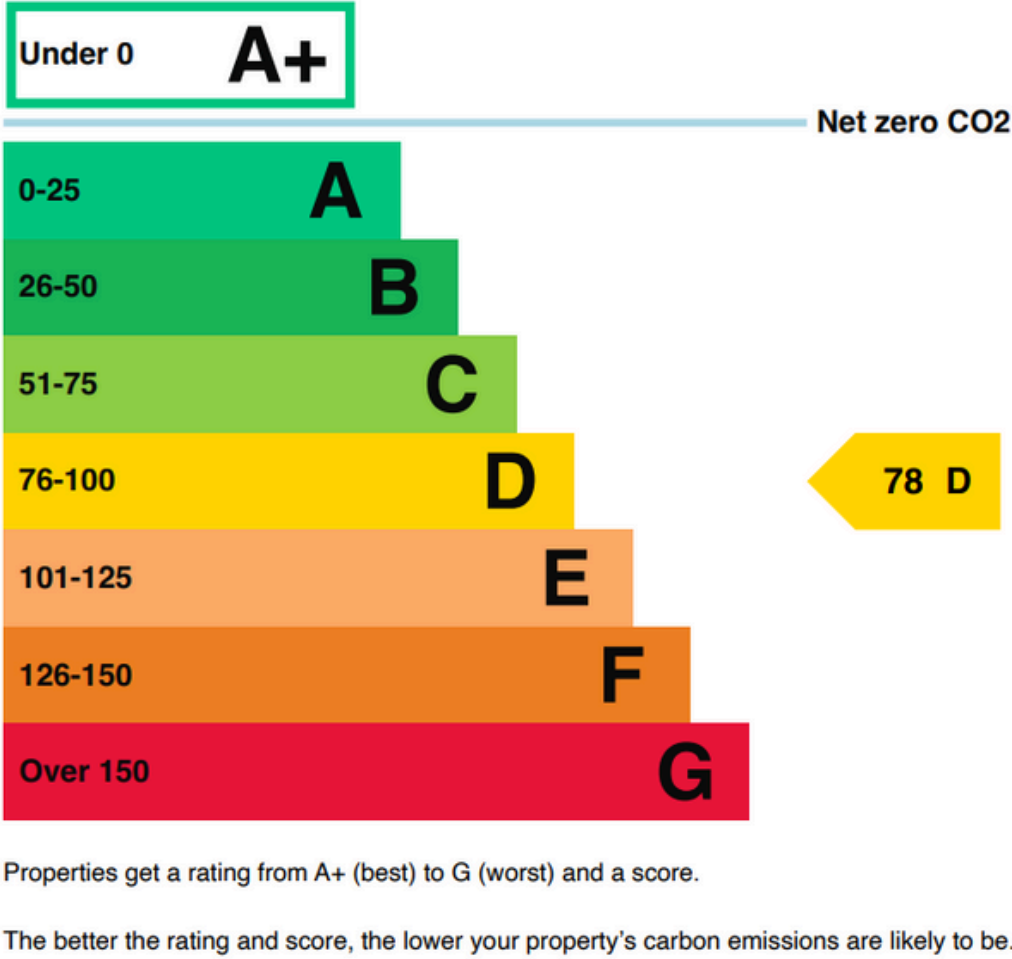 Under 0 A+
Net zero CO2
0-25 A
26-50 B
51-75 C
76-100 D
78 D
101-125 E
126-150 F
Over 150 G
Properties get a rating from A+ (best) to G (worst) and a score.
The better the rating and score, the lower your property's carbon emissions are likely to be.